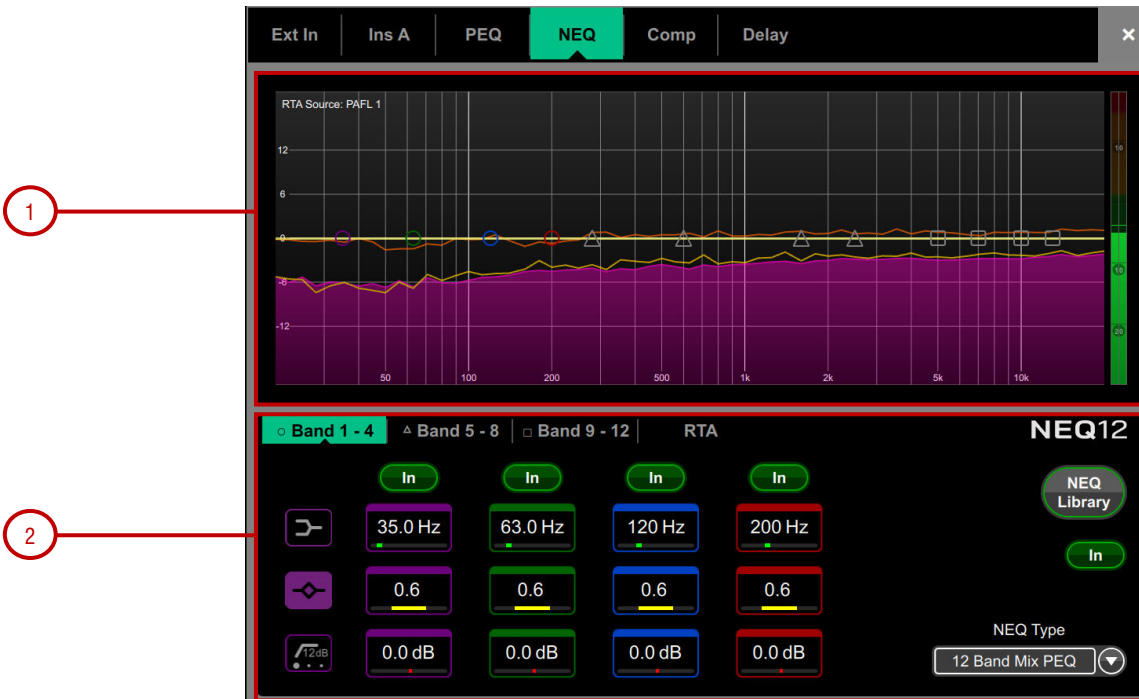 Ext In Ins A PEQ NEQ Comp Delay ×
RTA Source: PAFL 1
12
6
0
-6
-12
50 100 200 500 1k 2k 5k 10k
10
10
20
1
Band 1 - 4 Band 5 - 8 Band 9 - 12 RTA NEQ12
In In In In
NEQ
Library
35.0 Hz 63.0 Hz 120 Hz 200 Hz
2
In
0.6 0.6 0.6 0.6
12dB
0.0 dB 0.0 dB 0.0 dB 0.0 dB
NEQ Type
12 Band Mix PEQ